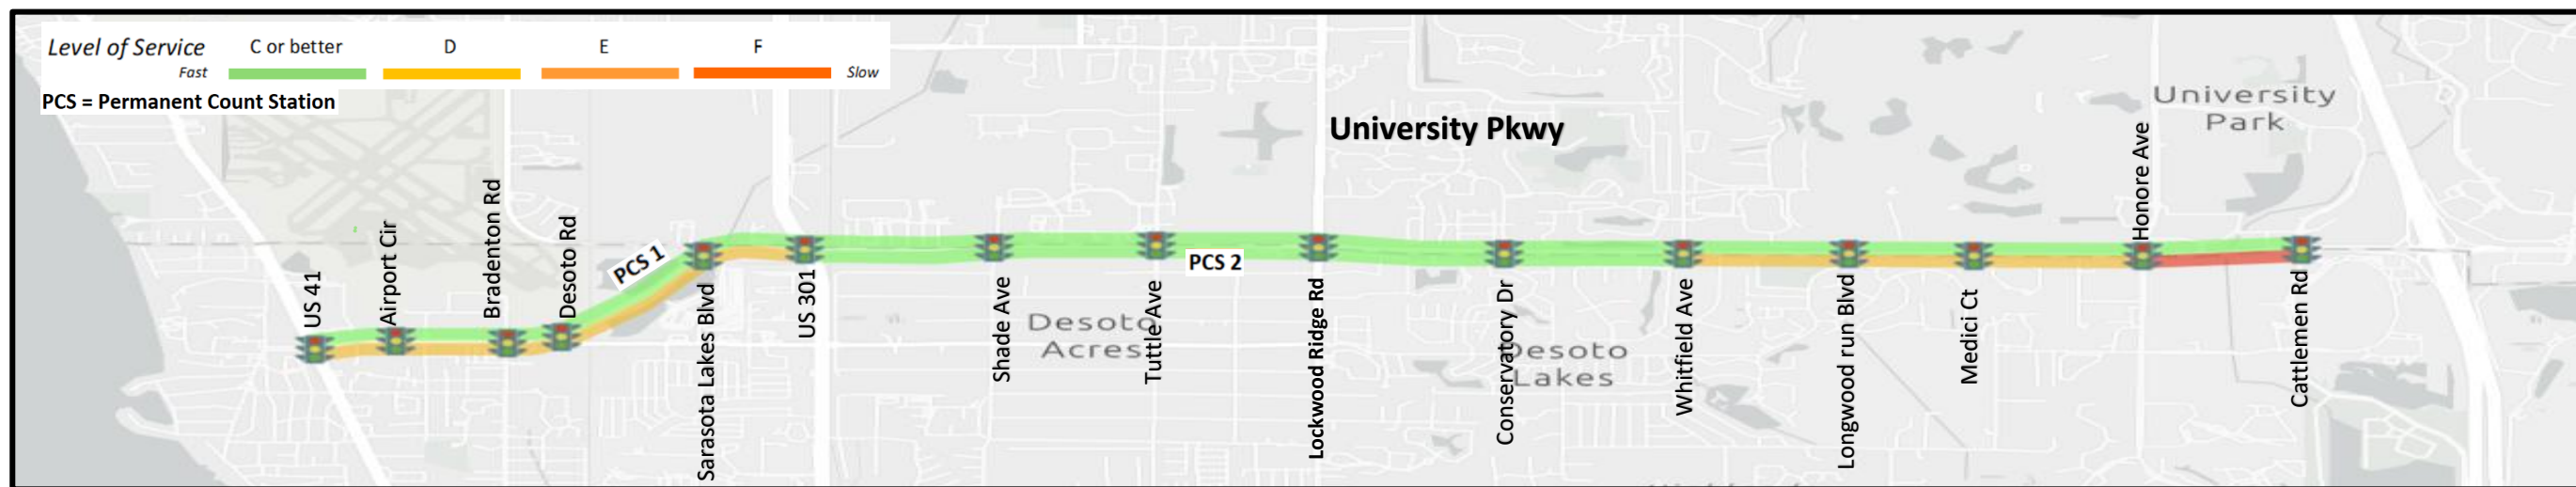 Level of Service C or better D E F
Fast Slow
PCS = Permanent Count Station
University Pkwy
University
Park
US 41
Airport Cir
Bradenton Rd
Desoto Rd
PCS 1
Sarasota Lakes Blvd
US 301
Shade Ave
Desoto
Acres
Tuttle Ave
PCS 2
Lockwood Ridge Rd
Conservatory Dr
Desoto
Lakes
Whitfield Ave
Longwood run Blvd
Medici Ct
Honore Ave
Cattlemen Rd